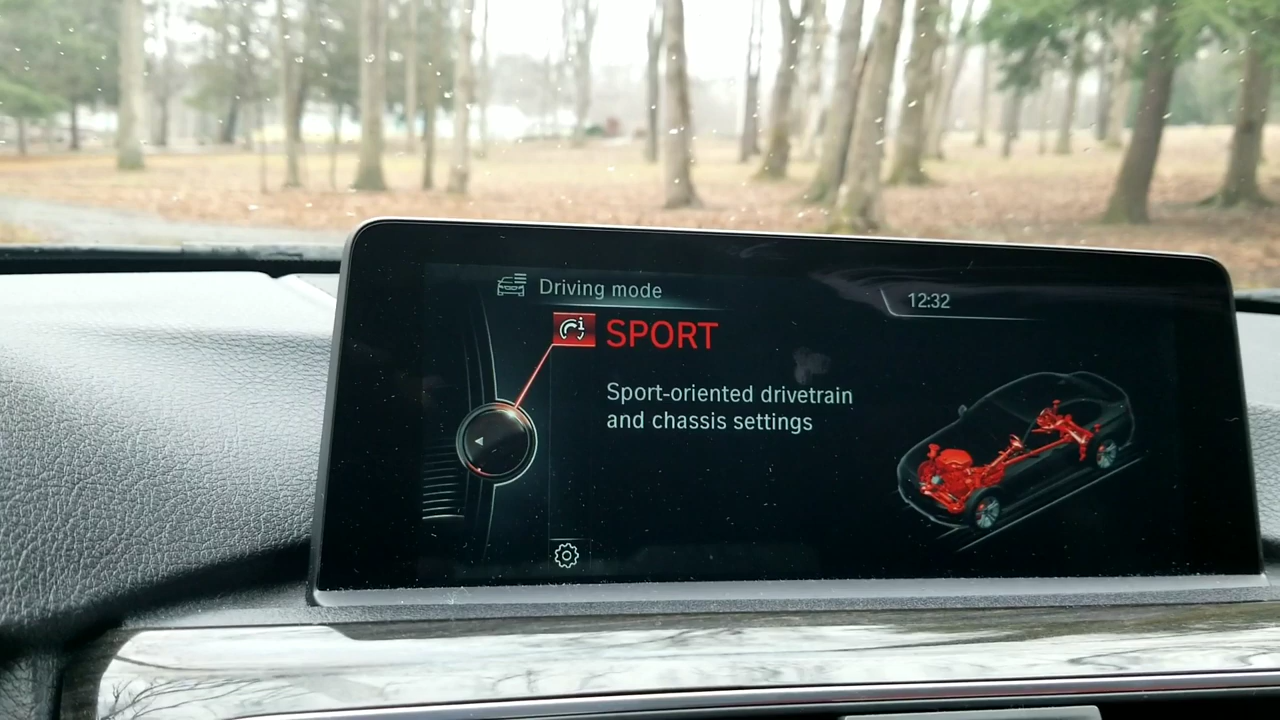 Driving mode
12:32
SPORT
Sport-oriented drivetrain
and chassis settings